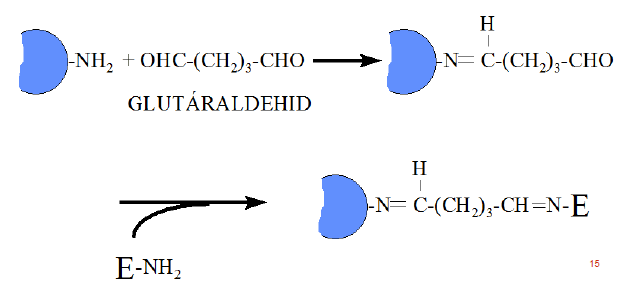 H
-NH₂ + OHC-(CH₂)₃-CHO -N=C-(CH₂)₃-CHO
GLUTÁRALDEHID
H
-N=C-(CH₂)₃-CH=N-E
E-NH₂
15